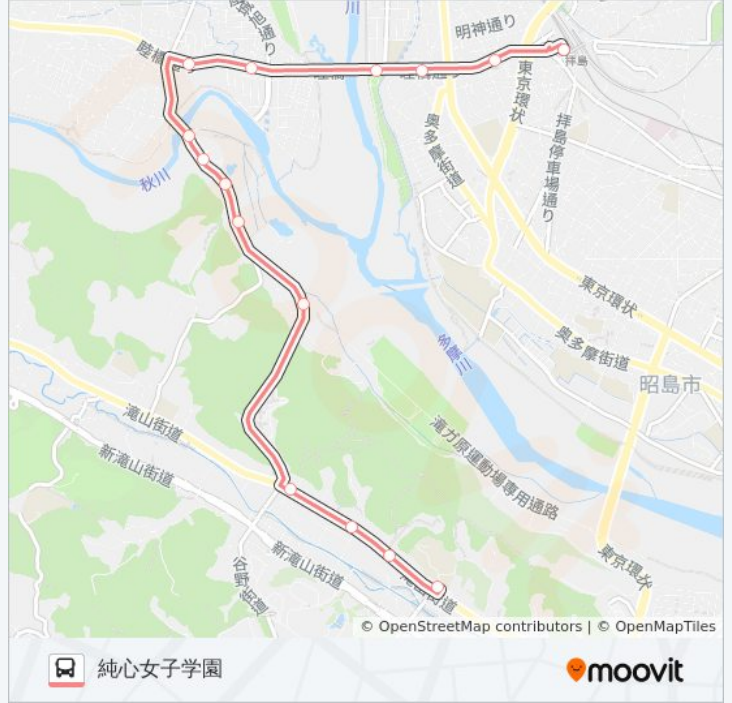 川
明神通り
睦橋
東京環状
拝島
奥多摩街道
拝島停車場通り
秋川
東京環状
奥多摩街道
多摩川
昭島市
滝山街道
滝ガ原運動場専用通路
新滝山街道
新滝山街道
谷野街道
東京環状
© OpenStreetMap contributors | © OpenMapTiles
純心女子学園
moovit